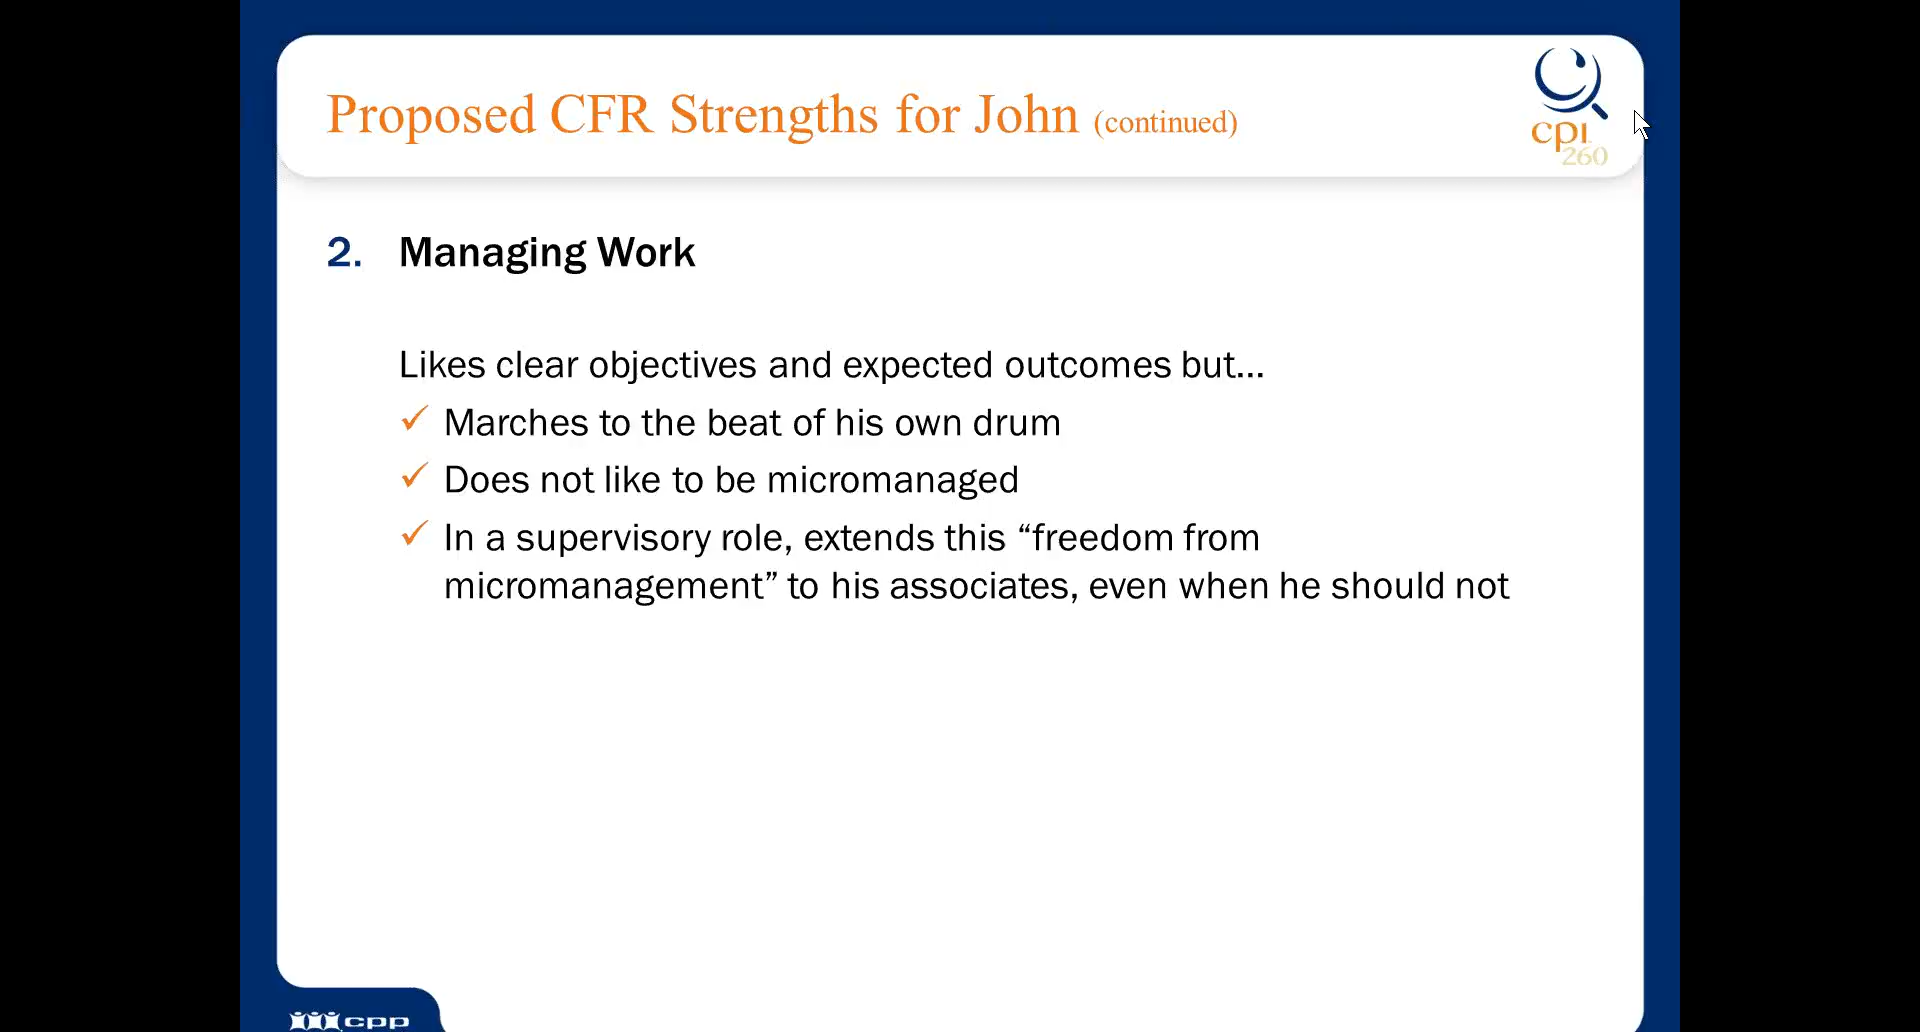 Proposed CFR Strengths for John (continued)
cpi
260
2. Managing Work
Likes clear objectives and expected outcomes but...
✓ Marches to the beat of his own drum
✓ Does not like to be micromanaged
✓ In a supervisory role, extends this “freedom from
micromanagement” to his associates, even when he should not
cpp